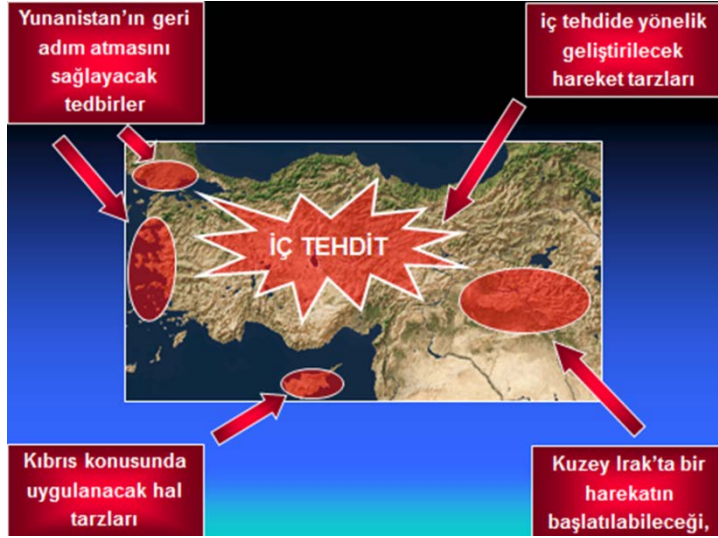 Yunanistan’ın geri
adım atmasını
sağlayacak
tedbirler
iç tehdide yönelik
geliştirilecek
hareket tarzları
İÇ TEHDİT
Kıbrıs konusunda
uygulanacak hal
tarzları
Kuzey Irak’ta bir
harekatın
başlatılabileceği,